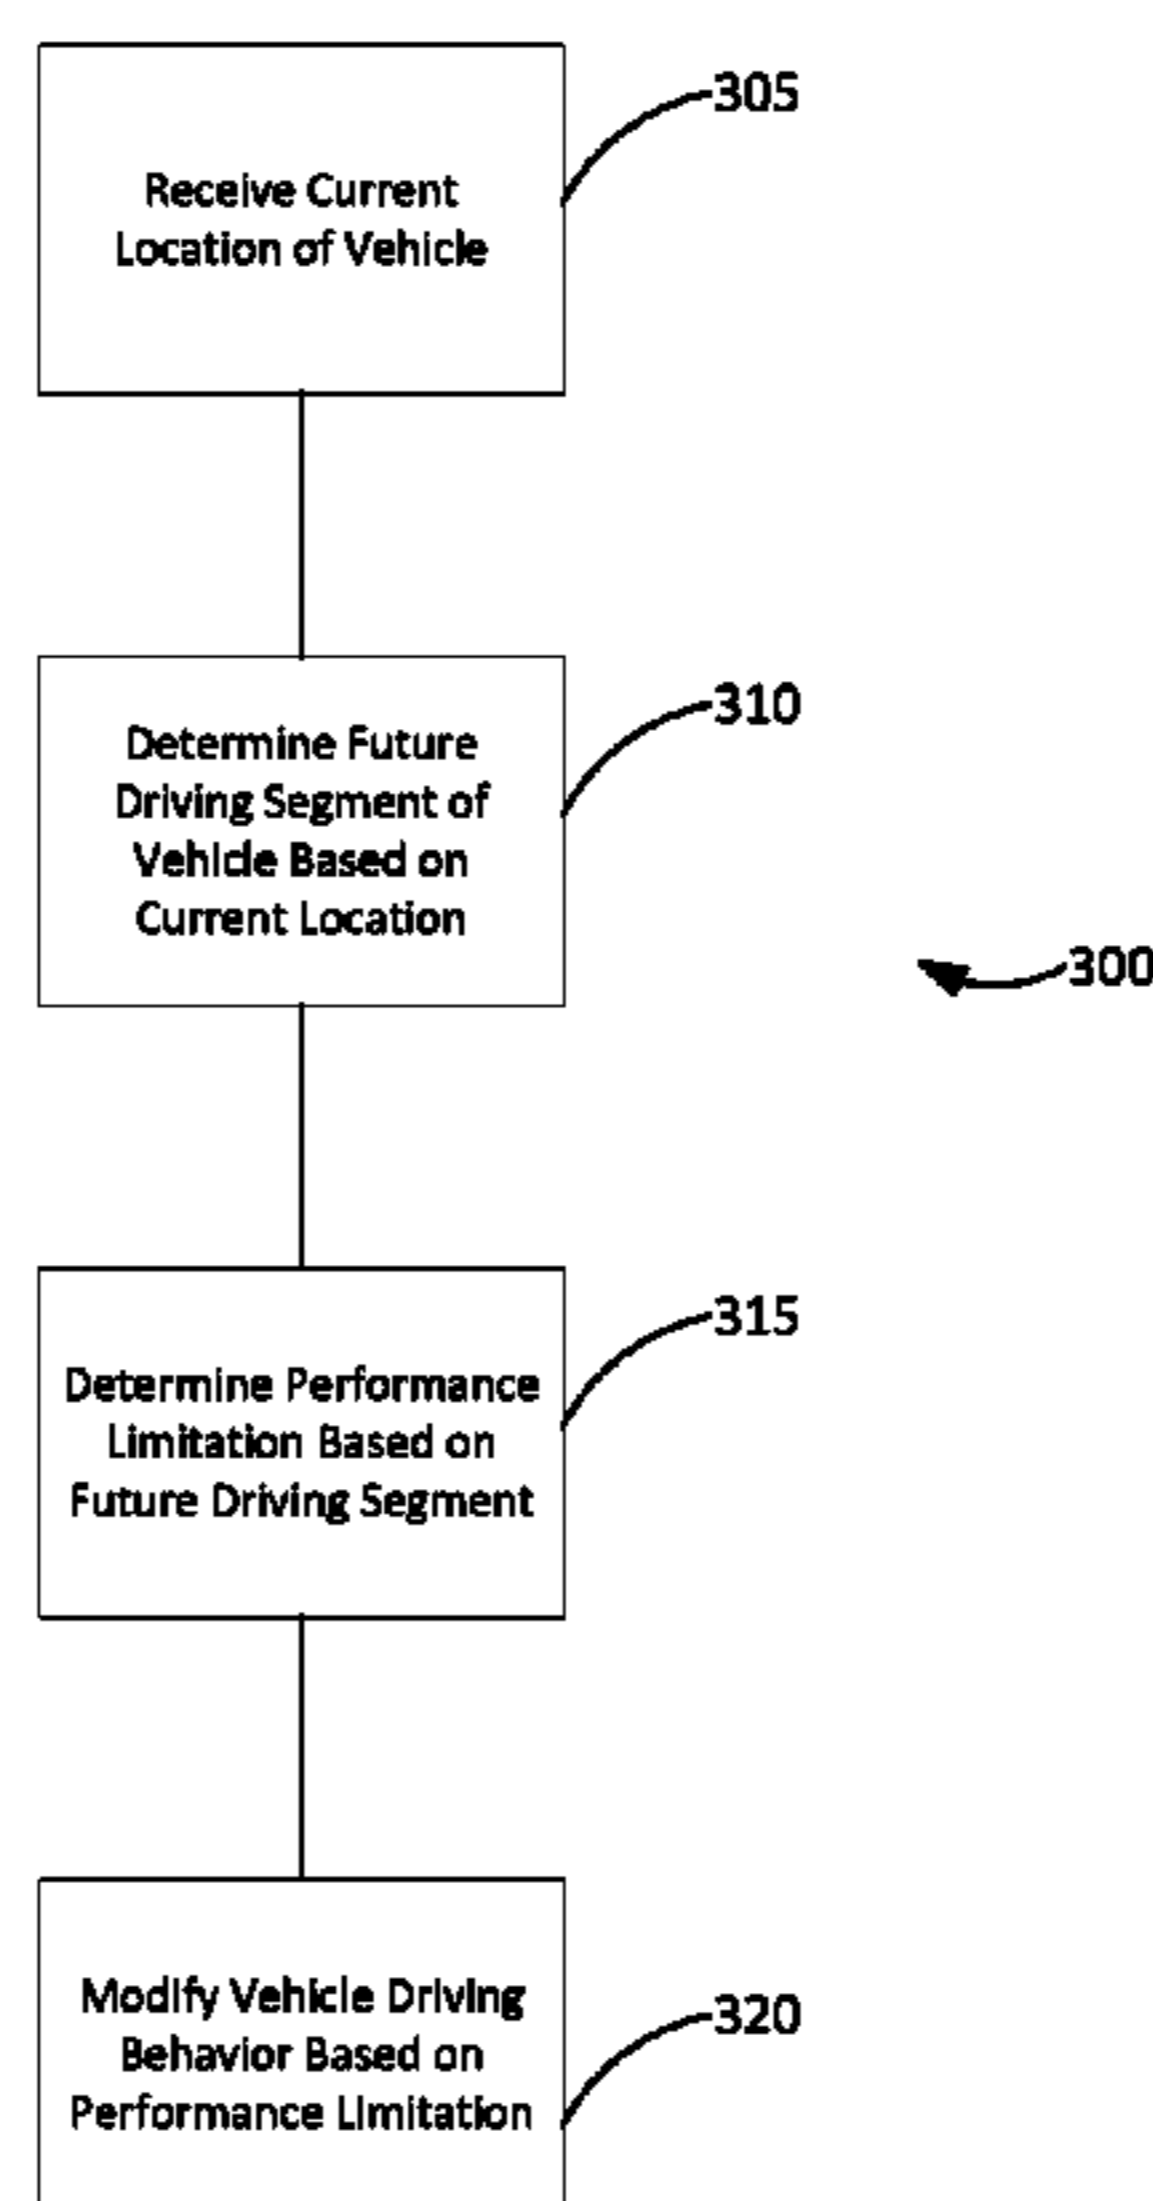 305
Receive Current
Location of Vehicle
310
Determine Future
Driving Segment of
Vehicle Based on
Current Location
300
315
Determine Performance
Limitation Based on
Future Driving Segment
320
Modify Vehicle Driving
Behavior Based on
Performance Limitation